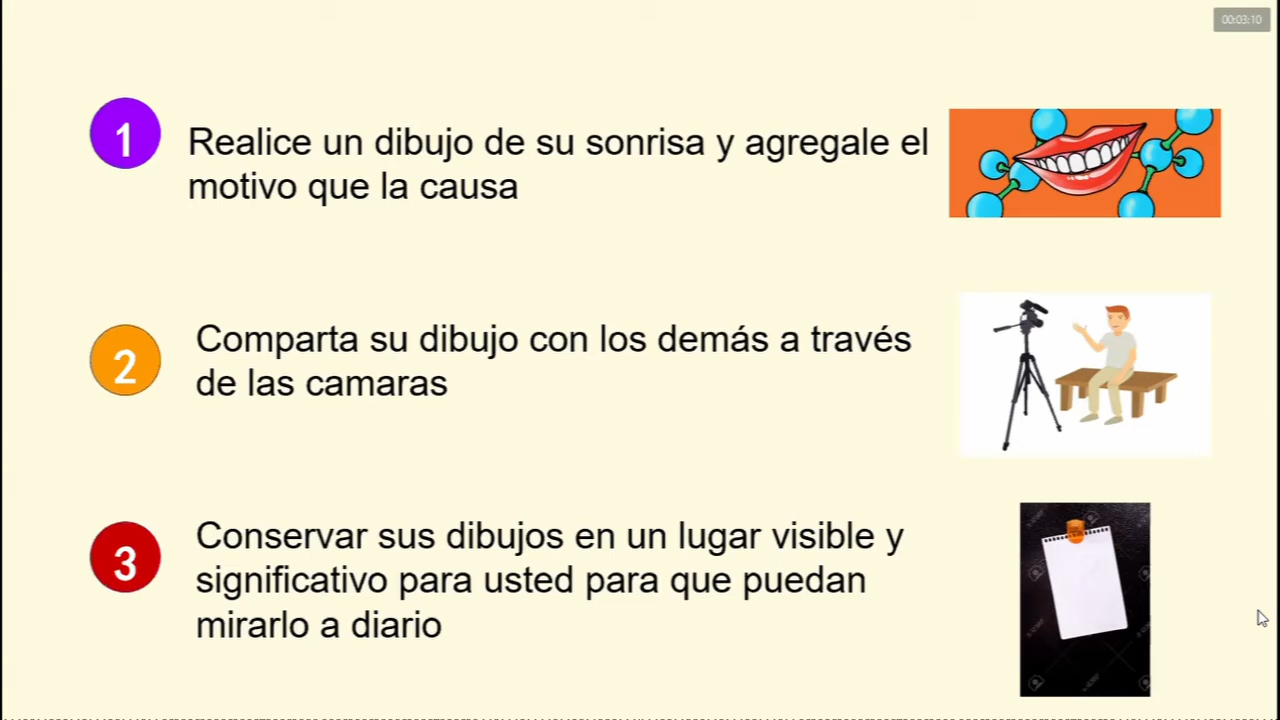 00:03:10
1
Realice un dibujo de su sonrisa y agregale el
motivo que la causa
2
Comparta su dibujo con los demás a través
de las camaras
3
Conservar sus dibujos en un lugar visible y
significativo para usted para que puedan
mirarlo a diario